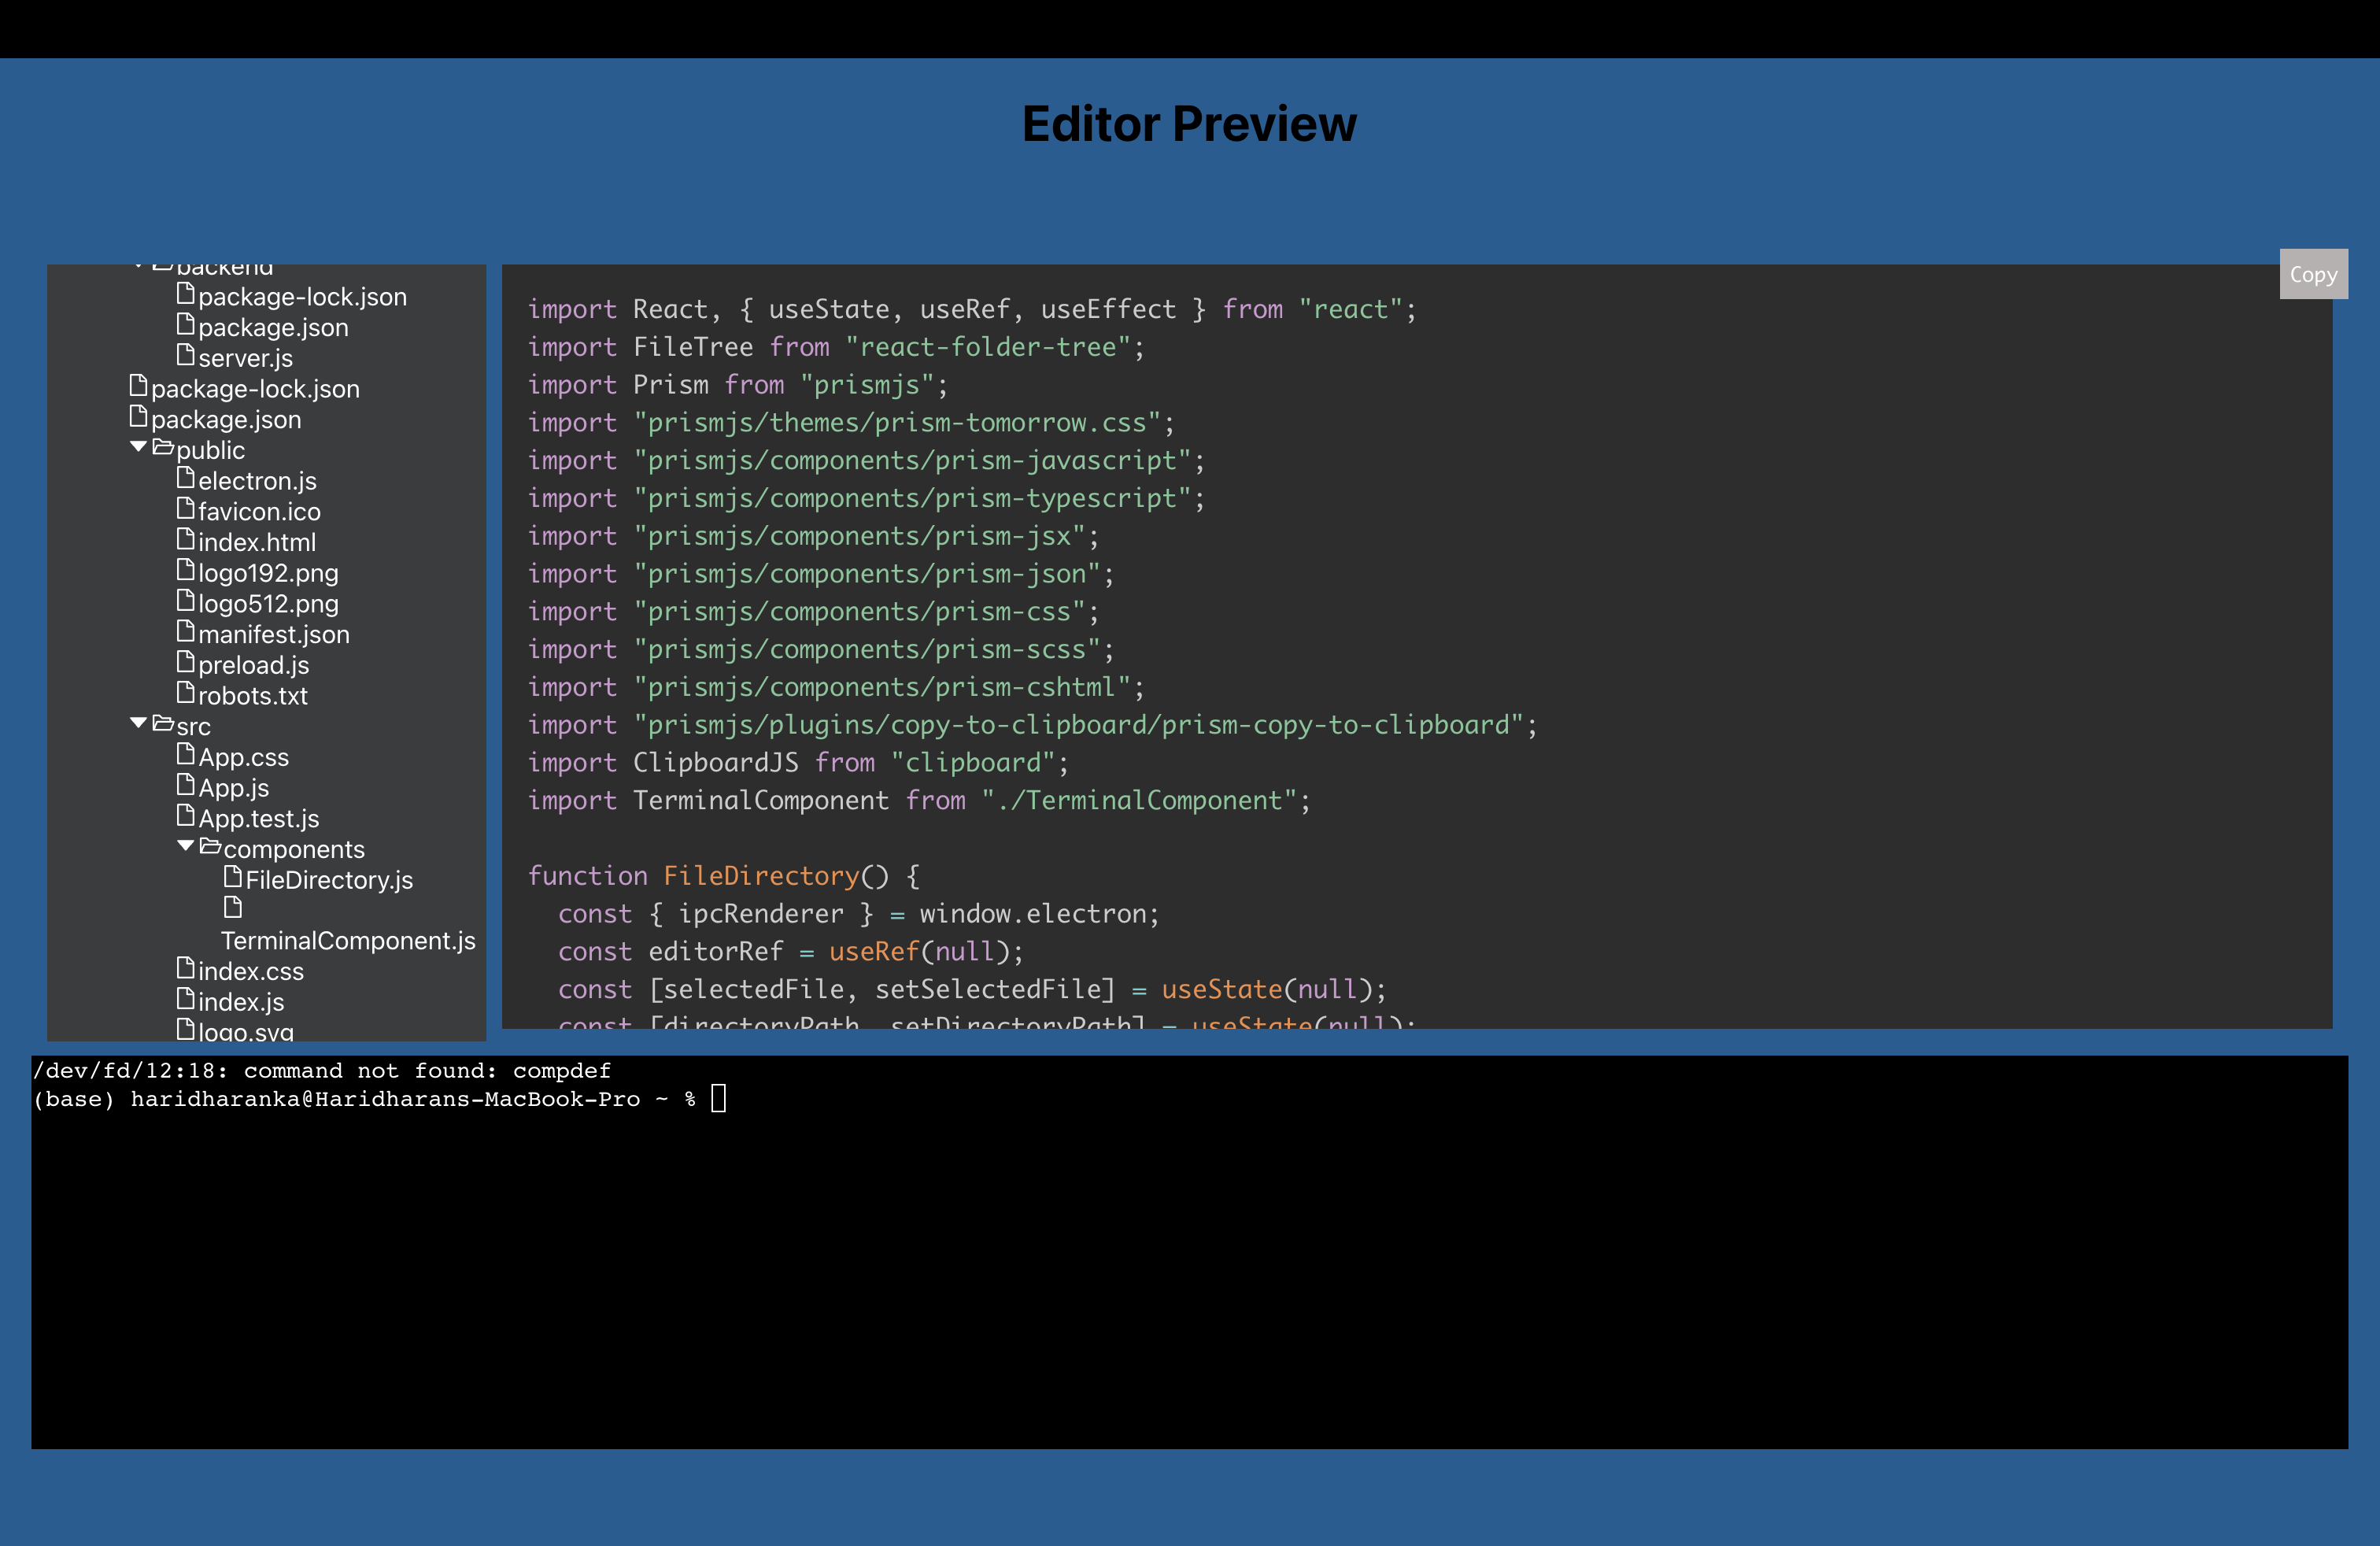 Editor Preview
backend
package-lock.json
package.json
server.js
package-lock.json
package.json
public
electron.js
favicon.ico
index.html
logo192.png
logo512.png
manifest.json
preload.js
robots.txt
src
App.css
App.js
App.test.js
components
FileDirectory.js
TerminalComponent.js
index.css
index.js
logo.svg
Copy
import React, { useState, useRef, useEffect } from "react";
import FileTree from "react-folder-tree";
import Prism from "prismjs";
import "prismjs/themes/prism-tomorrow.css";
import "prismjs/components/prism-javascript";
import "prismjs/components/prism-typescript";
import "prismjs/components/prism-jsx";
import "prismjs/components/prism-json";
import "prismjs/components/prism-css";
import "prismjs/components/prism-scss";
import "prismjs/components/prism-cshtml";
import "prismjs/plugins/copy-to-clipboard/prism-copy-to-clipboard";
import ClipboardJS from "clipboard";
import TerminalComponent from "./TerminalComponent";
function FileDirectory() {
const { ipcRenderer } = window.electron;
const editorRef = useRef(null);
const [selectedFile, setSelectedFile] = useState(null);
const [directoryPath, setDirectoryPath] = useState(null);
/dev/fd/12:18: command not found: compdef
(base) haridharanka@Haridharans-MacBook-Pro ~ %